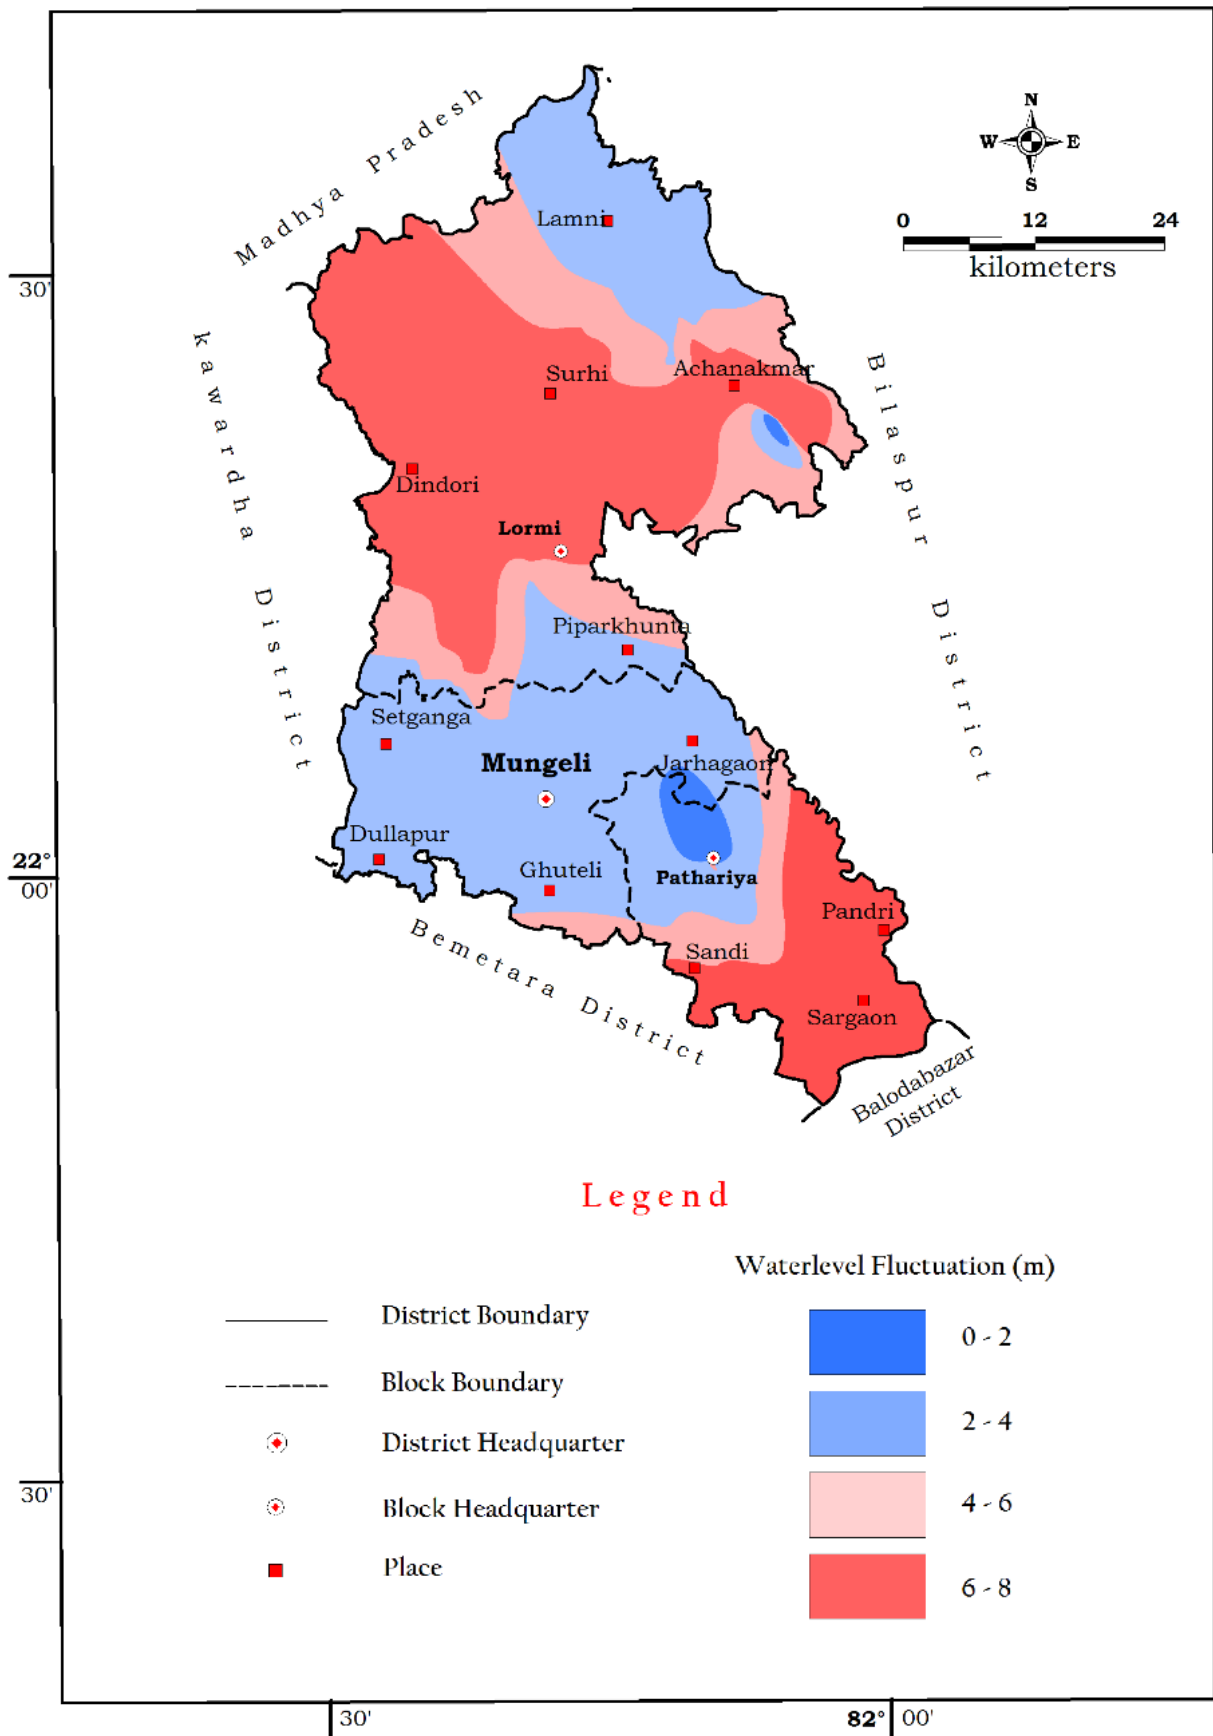 N
W E
S
0 12 24
kilometers
Madhya Pradesh
Lamni
30'
kawardha District
Bilaspur District
Surhi
Achanakmar
Dindori
Lormi
Piparkhunta
Setganga
Mungeli
Jarhagaon
Dullapur
22°
00'
Ghuteli
Pathariya
Pandri
Sandi
Sargaon
Bemetara District
Balodabazar
District
Legend
Waterlevel Fluctuation (m)
District Boundary
0 - 2
Block Boundary
2 - 4
District Headquarter
30'
Block Headquarter
4 - 6
Place
6 - 8
30'
82° 00'